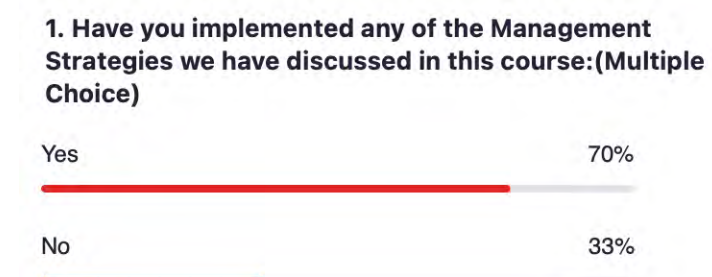 1. Have you implemented any of the Management
Strategies we have discussed in this course:(Multiple
Choice)
Yes 70%
No 33%